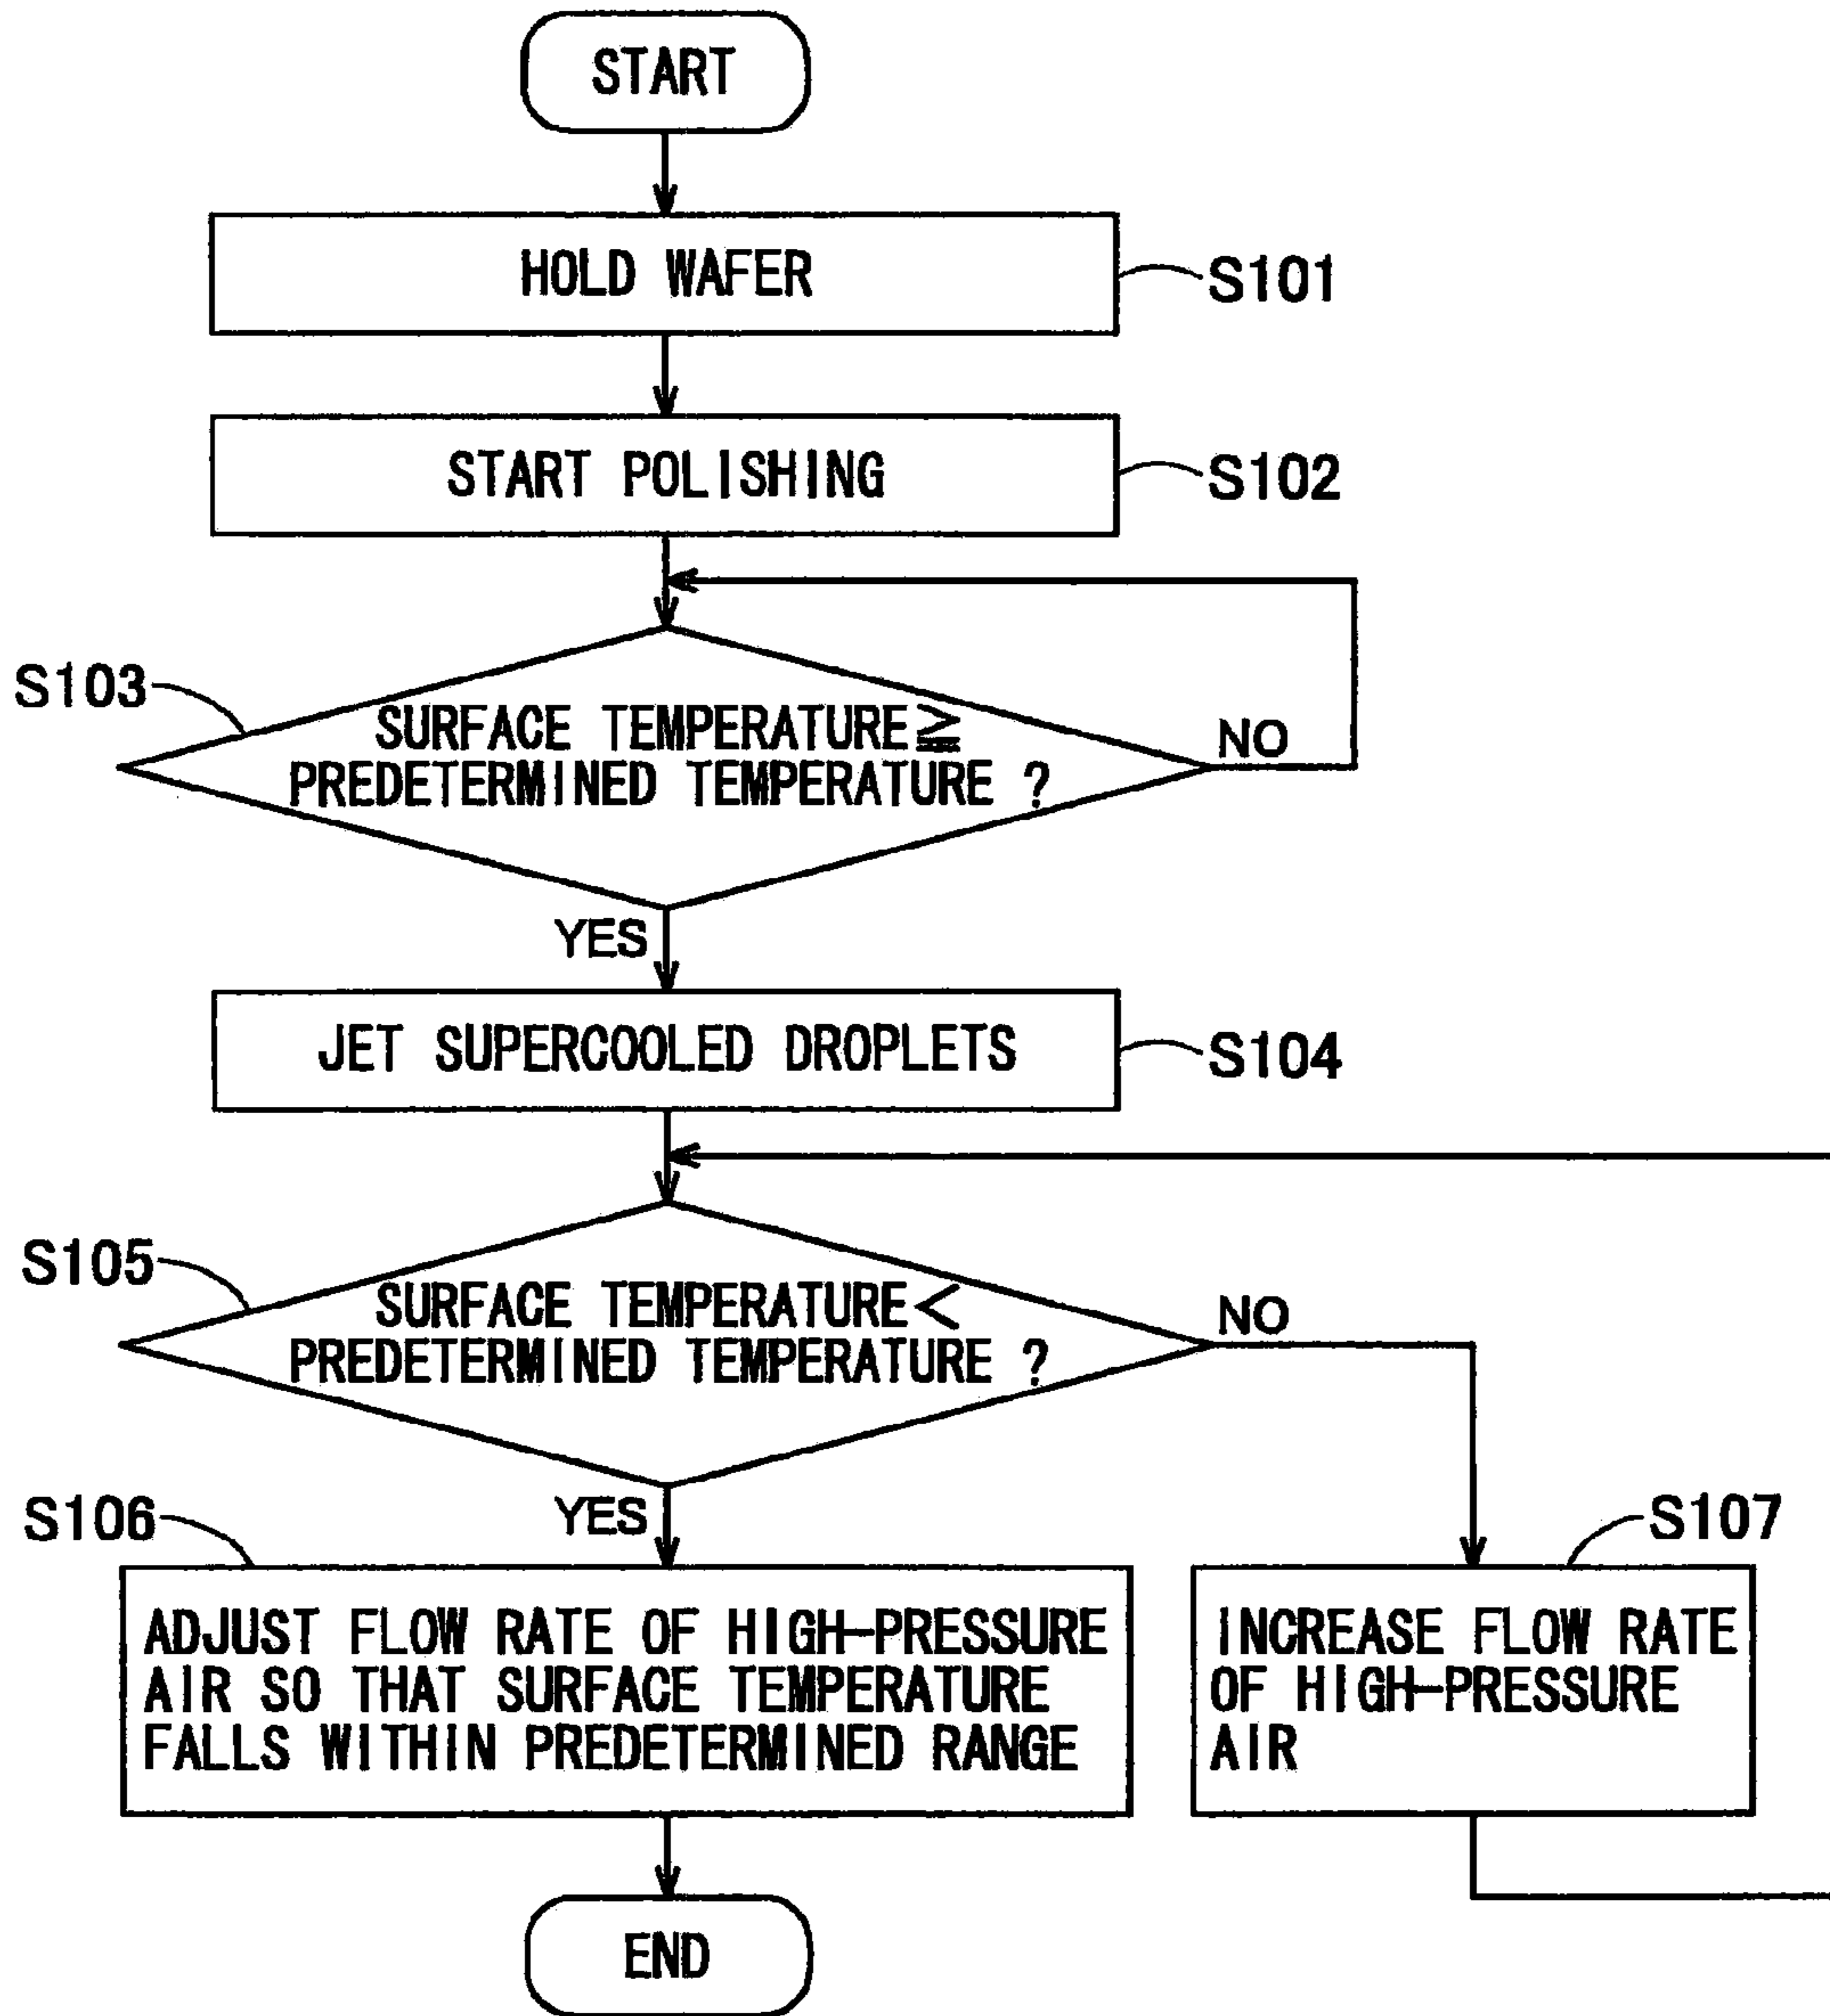 START
HOLD WAFER
S101
START POLISHING
S102
S103
SURFACE TEMPERATURE≧
PREDETERMINED TEMPERATURE ?
NO
YES
JET SUPERCOOLED DROPLETS
S104
S105
SURFACE TEMPERATURE<
PREDETERMINED TEMPERATURE ?
NO
YES
S106
ADJUST FLOW RATE OF HIGH-PRESSURE
AIR SO THAT SURFACE TEMPERATURE
FALLS WITHIN PREDETERMINED RANGE
S107
INCREASE FLOW RATE
OF HIGH-PRESSURE
AIR
END